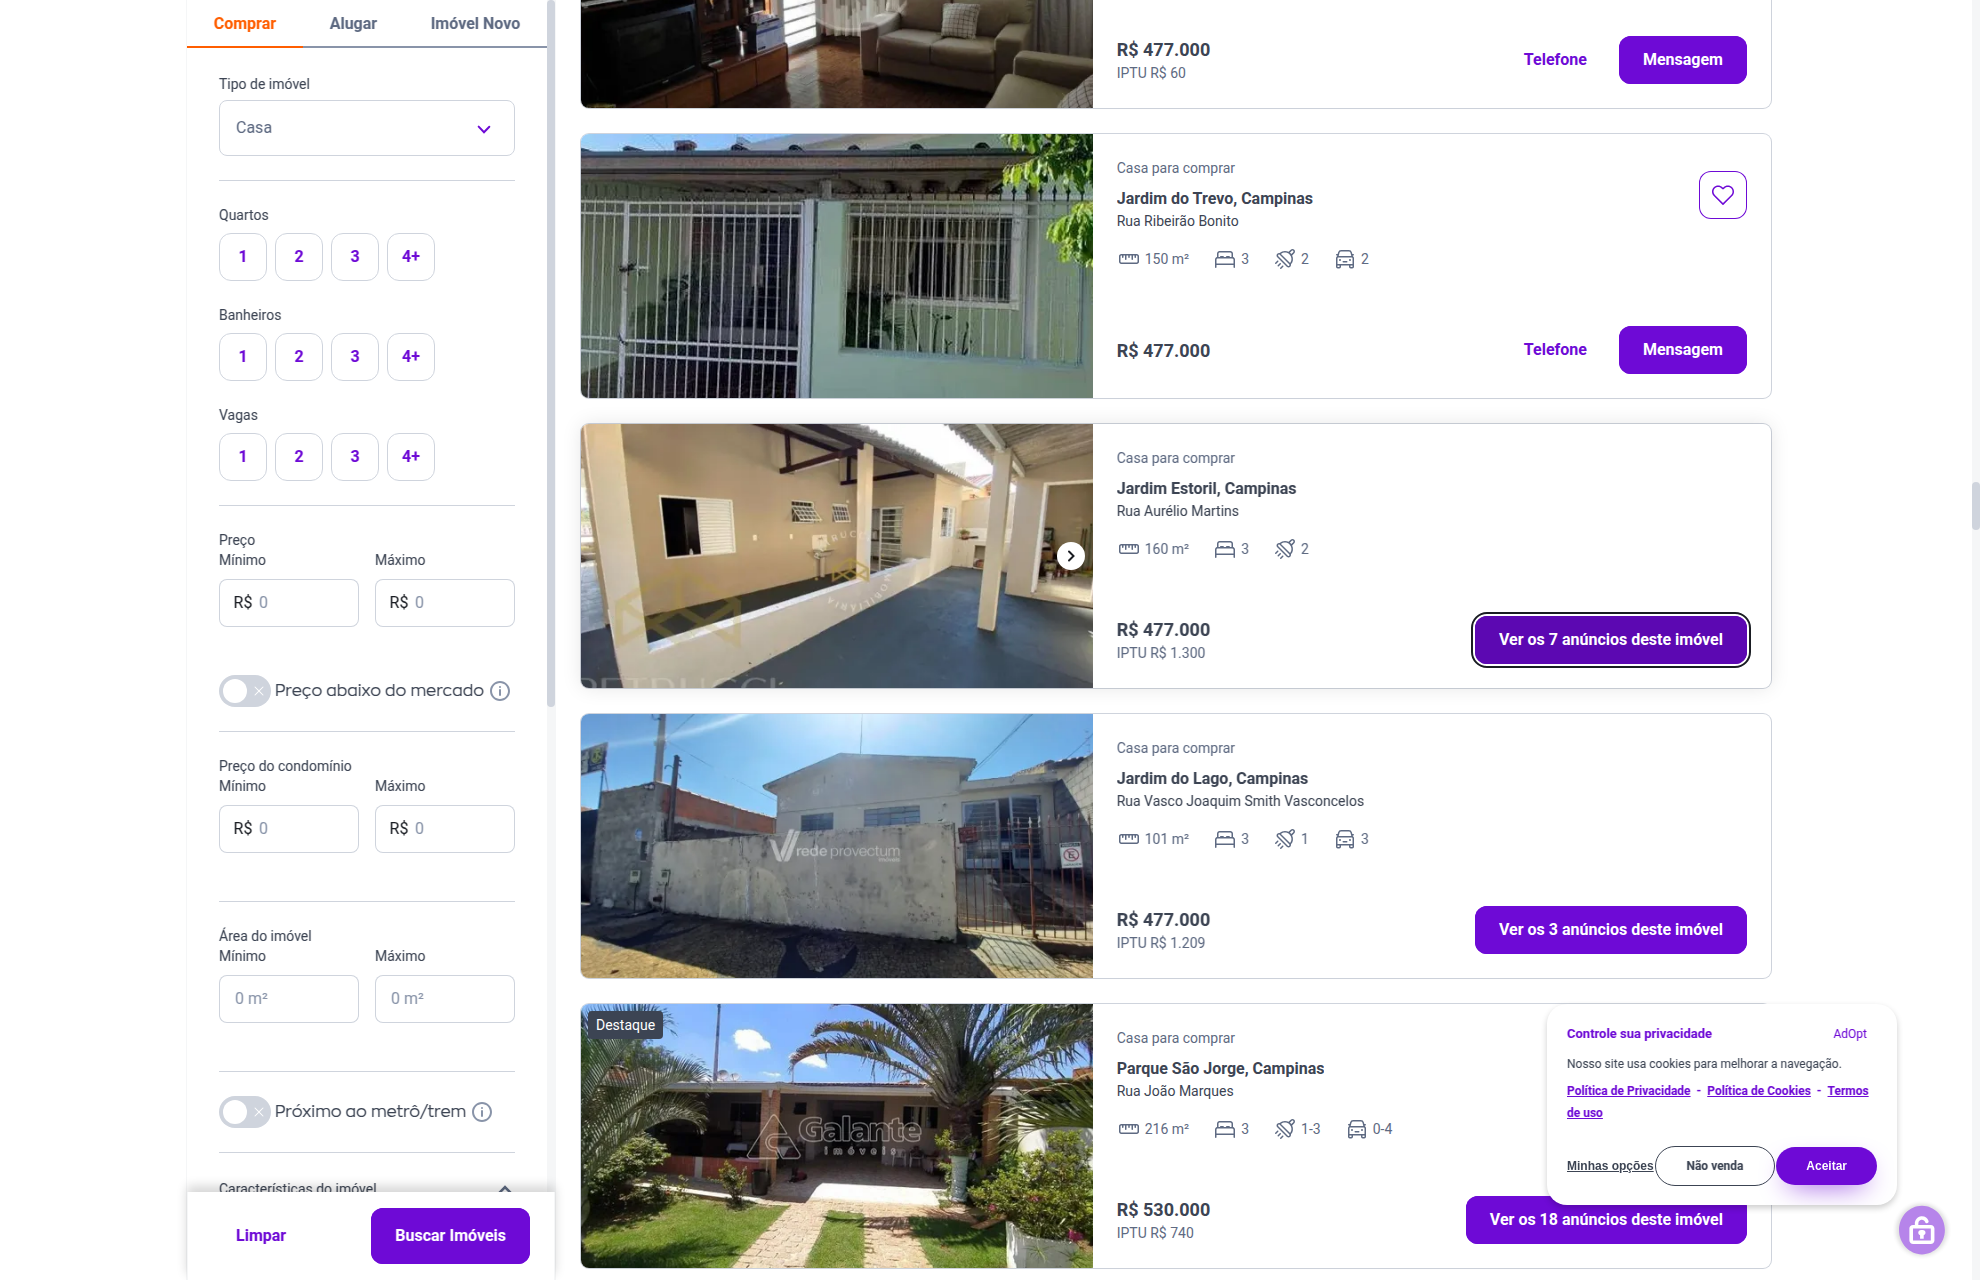 Comprar
Alugar
Imóvel Novo
Tipo de imóvel
Casa
Quartos
1
2
3
4+
Banheiros
1
2
3
4+
Vagas
1
2
3
4+
Preço
Mínimo
Máximo
R$ 0
R$ 0
Preço abaixo do mercado
Preço do condomínio
Mínimo
Máximo
R$ 0
R$ 0
Área do imóvel
Mínimo
Máximo
0 m²
0 m²
Próximo ao metrô/trem
Características do imóvel
Limpar
Buscar Imóveis
R$ 477.000
IPTU R$ 60
Telefone
Mensagem
Casa para comprar
Jardim do Trevo, Campinas
Rua Ribeirão Bonito
150 m²
3
2
2
R$ 477.000
Telefone
Mensagem
Casa para comprar
Jardim Estoril, Campinas
Rua Aurélio Martins
160 m²
3
2
R$ 477.000
IPTU R$ 1.300
Ver os 7 anúncios deste imóvel
rede provectum
Casa para comprar
Jardim do Lago, Campinas
Rua Vasco Joaquim Smith Vasconcelos
101 m²
3
1
3
R$ 477.000
IPTU R$ 1.209
Ver os 3 anúncios deste imóvel
Destaque
Galante
imóveis
Casa para comprar
Parque São Jorge, Campinas
Rua João Marques
216 m²
3
1-3
0-4
R$ 530.000
IPTU R$ 740
Ver os 18 anúncios deste imóvel
Controle sua privacidade
AdOpt
Nosso site usa cookies para melhorar a navegação.
Política de Privacidade - Política de Cookies - Termos
de uso
Minhas opções
Não venda
Aceitar